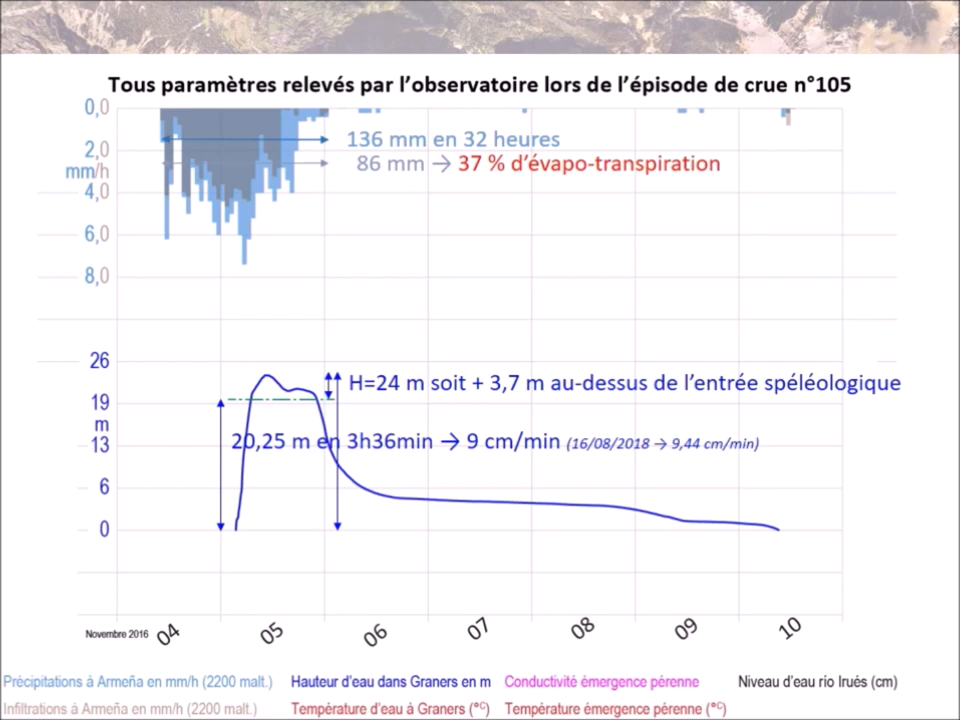 Tous paramètres relevés par l'observatoire lors de l'épisode de crue n°105
0,0
136 mm en 32 heures
2,0
86 mm → 37 % d'évapo-transpiration
mm/h
4,0
6,0
8,0
26
H=24 m soit + 3,7 m au-dessus de l'entrée spéléologique
19
m
20,25 m en 3h36min → 9 cm/min (16/08/2018 → 9,44 cm/min)
13
6
0
Novembre 2016 04 05 06 07 08 09 10
Précipitations à Armeña en mm/h (2200 malt.) Hauteur d'eau dans Graners en m Conductivité émergence pérenne Niveau d'eau río Irués (cm)
Infiltrations à Armeña en mm/h (2200 malt.) Température d'eau à Graners (°C) Température émergence pérenne (°C)